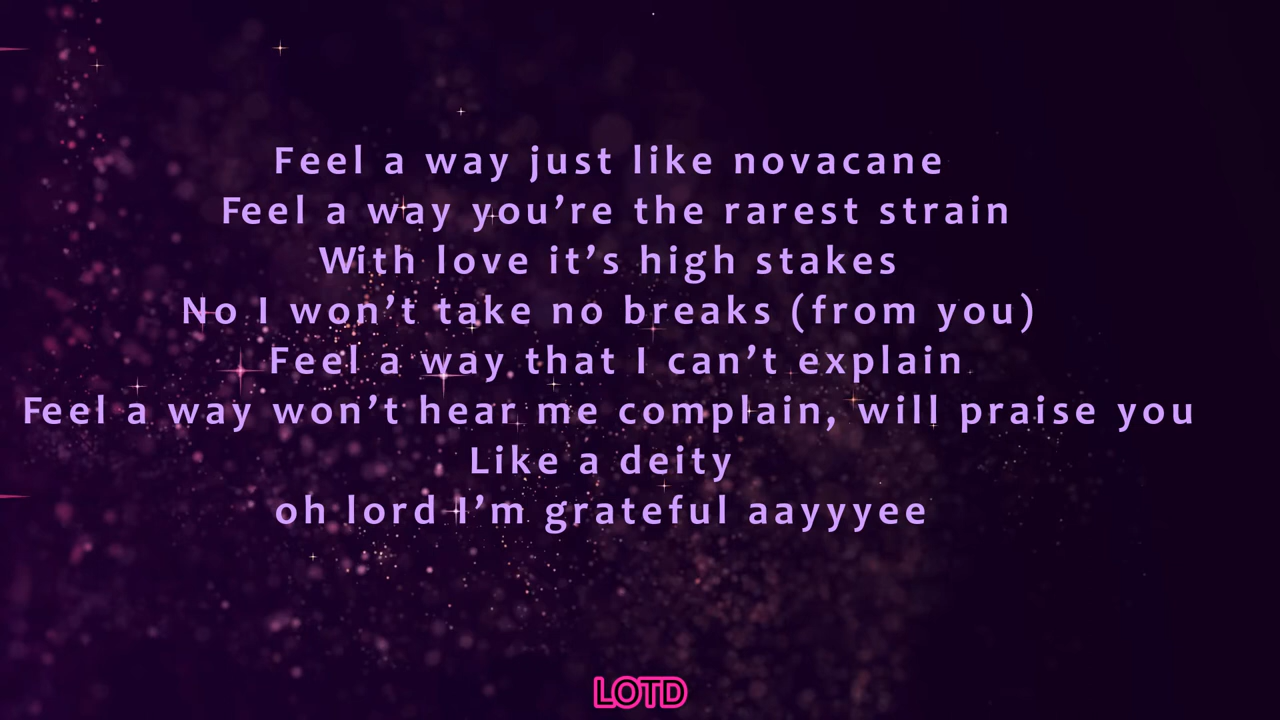 Feel a way just like novacane
Feel a way you’re the rarest strain
With love it’s high stakes
No I won’t take no breaks (from you)
Feel a way that I can’t explain
Feel a way won’t hear me complain, will praise you
Like a deity
oh lord I’m grateful aayyyee
LOTD